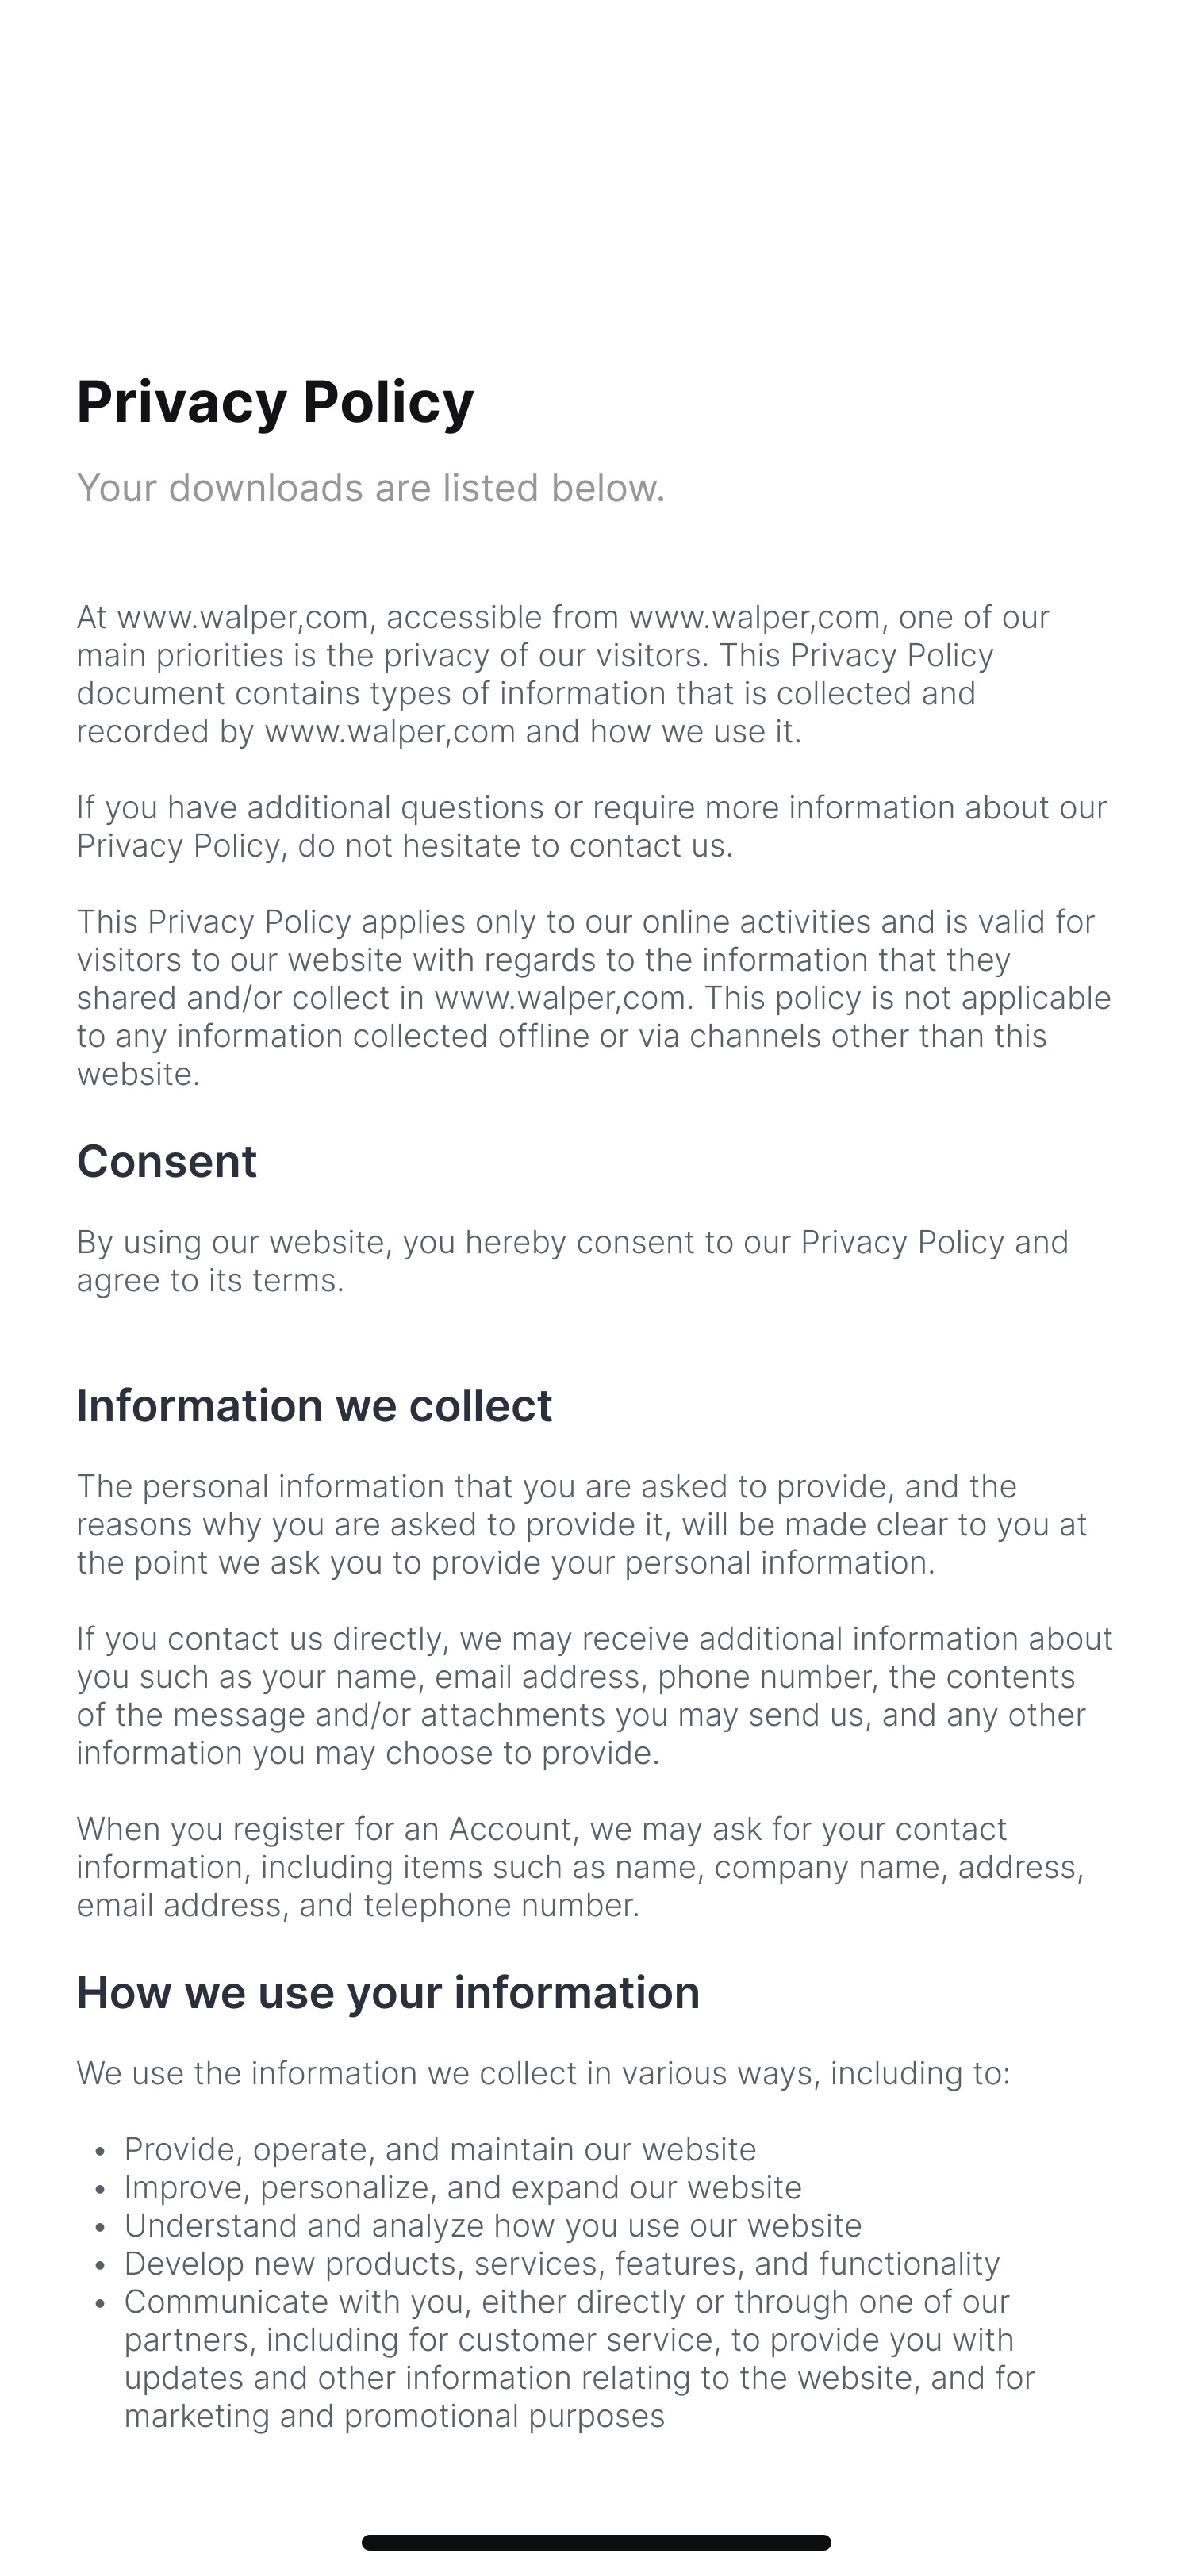 Privacy Policy
Your downloads are listed below.
At www.walper,com, accessible from www.walper,com, one of our
main priorities is the privacy of our visitors. This Privacy Policy
document contains types of information that is collected and
recorded by www.walper,com and how we use it.
If you have additional questions or require more information about our
Privacy Policy, do not hesitate to contact us.
This Privacy Policy applies only to our online activities and is valid for
visitors to our website with regards to the information that they
shared and/or collect in www.walper,com. This policy is not applicable
to any information collected offline or via channels other than this
website.
Consent
By using our website, you hereby consent to our Privacy Policy and
agree to its terms.
Information we collect
The personal information that you are asked to provide, and the
reasons why you are asked to provide it, will be made clear to you at
the point we ask you to provide your personal information.
If you contact us directly, we may receive additional information about
you such as your name, email address, phone number, the contents
of the message and/or attachments you may send us, and any other
information you may choose to provide.
When you register for an Account, we may ask for your contact
information, including items such as name, company name, address,
email address, and telephone number.
How we use your information
We use the information we collect in various ways, including to:
• Provide, operate, and maintain our website
• Improve, personalize, and expand our website
• Understand and analyze how you use our website
• Develop new products, services, features, and functionality
• Communicate with you, either directly or through one of our
partners, including for customer service, to provide you with
updates and other information relating to the website, and for
marketing and promotional purposes